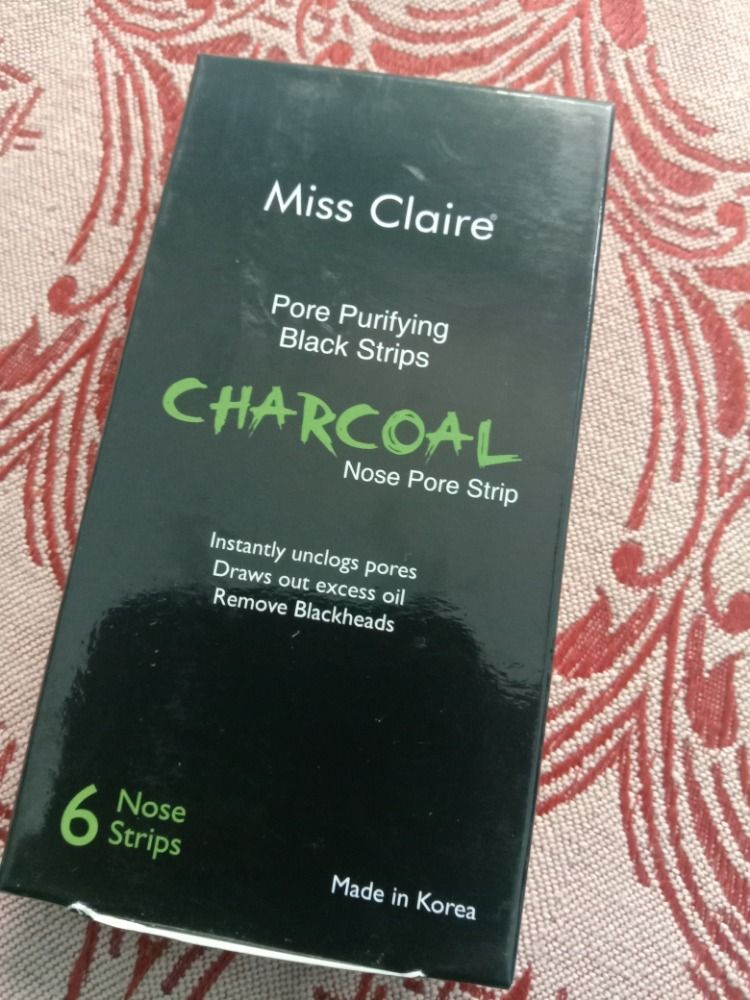 Miss Claire®
Pore Purifying
Black Strips
CHARCOAL
Nose Pore Strip
Instantly unclogs pores
Draws out excess oil
Remove Blackheads
6 Nose
Strips
Made in Korea